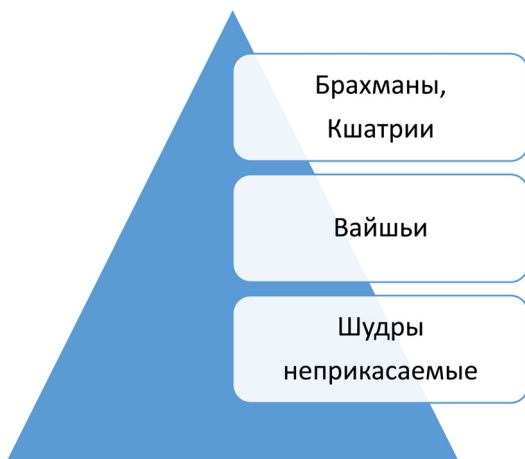 Брахманы,
Кшатрии
Вайшьи
Шудры
неприкасаемые